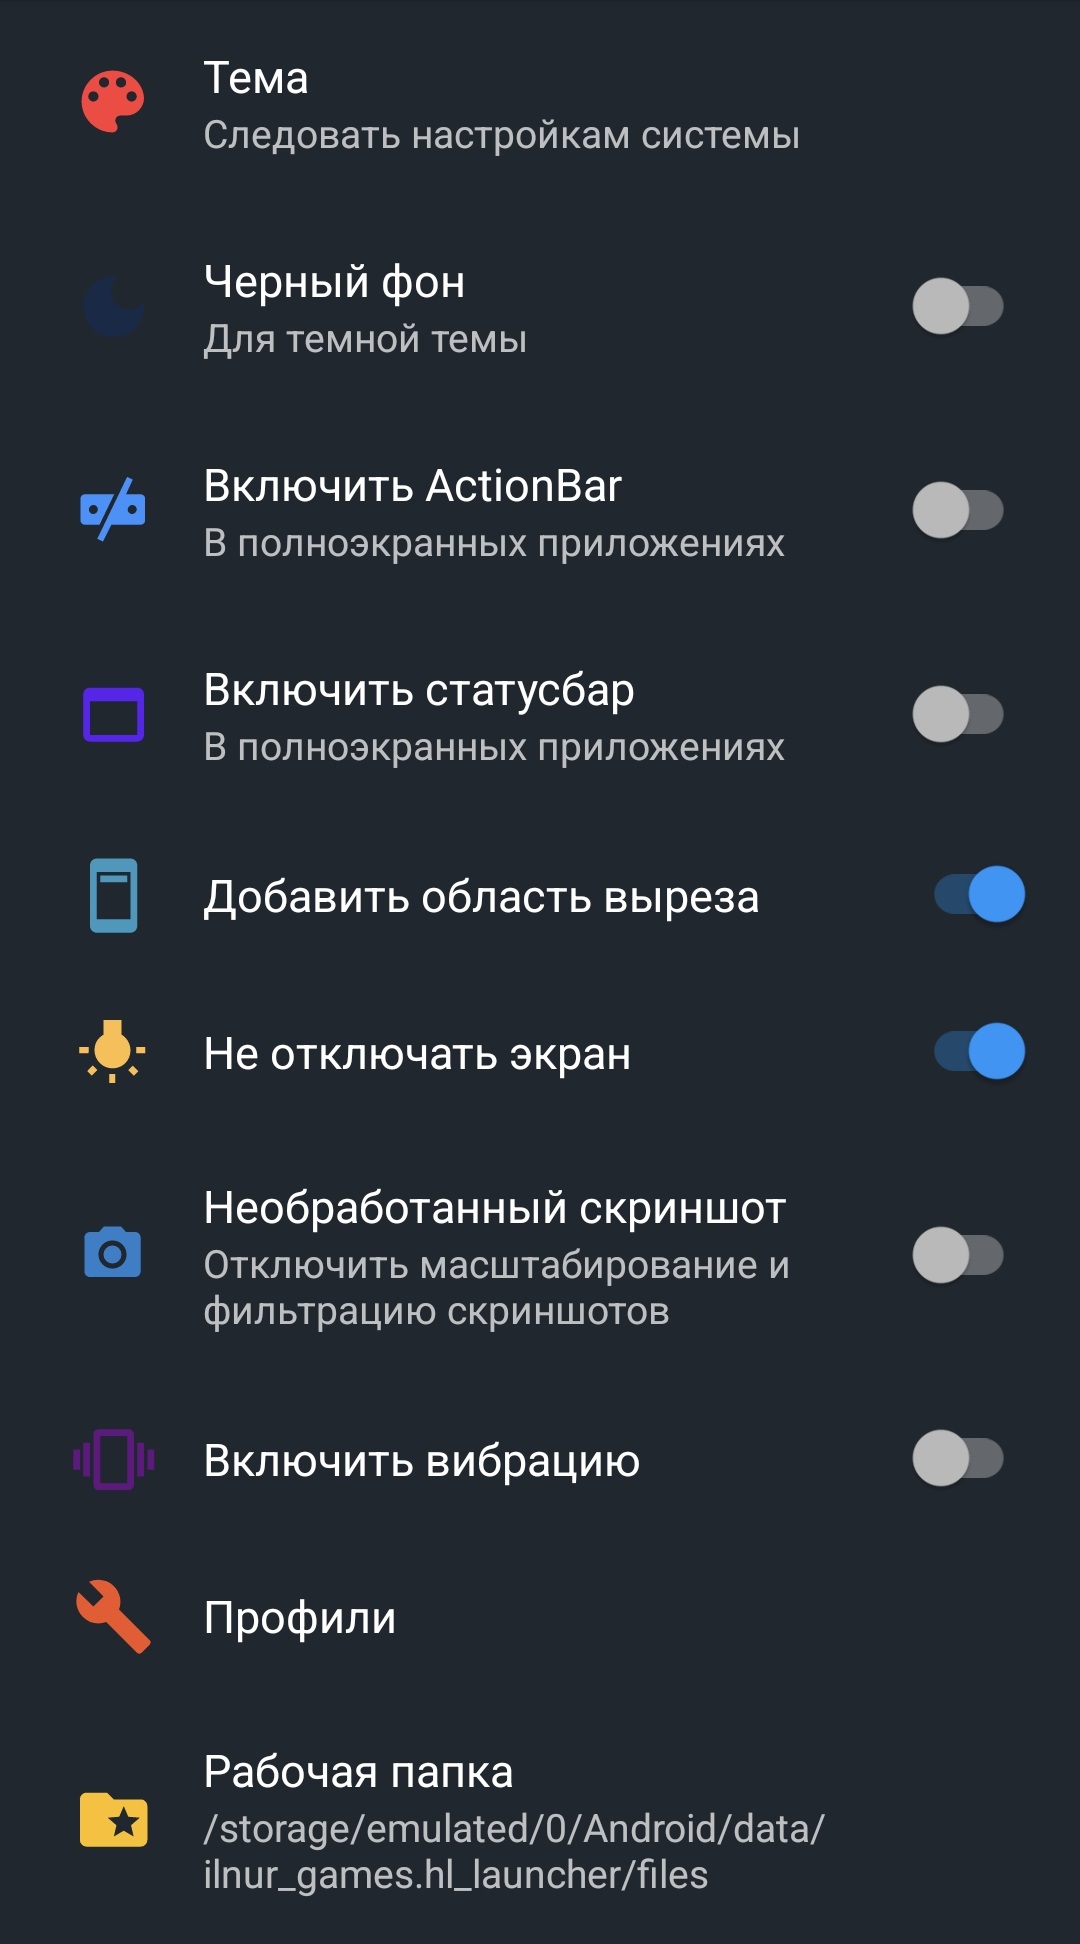 Тема
Следовать настройкам системы
Черный фон
Для темной темы
Включить ActionBar
В полноэкранных приложениях
Включить статусбар
В полноэкранных приложениях
Добавить область выреза
Не отключать экран
Необработанный скриншот
Отключить масштабирование и
фильтрацию скриншотов
Включить вибрацию
Профили
Рабочая папка
/storage/emulated/0/Android/data/
ilnur_games.hl_launcher/files